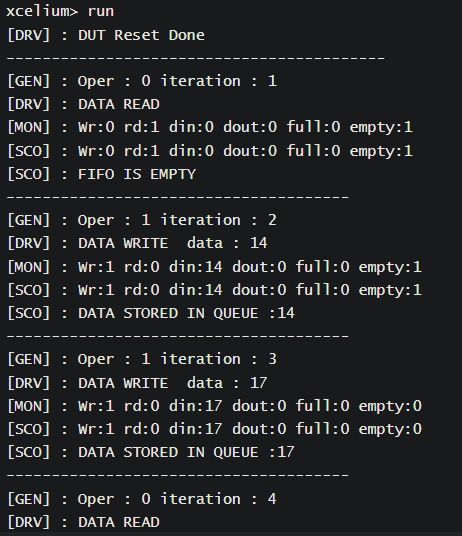 xcelium> run
[DRV] : DUT Reset Done
------------------------------------------
[GEN] : Oper : 0 iteration : 1
[DRV] : DATA READ
[MON] : Wr:0 rd:1 din:0 dout:0 full:0 empty:1
[SCO] : Wr:0 rd:1 din:0 dout:0 full:0 empty:1
[SCO] : FIFO IS EMPTY
--------------------------------------
[GEN] : Oper : 1 iteration : 2
[DRV] : DATA WRITE  data : 14
[MON] : Wr:1 rd:0 din:14 dout:0 full:0 empty:1
[SCO] : Wr:1 rd:0 din:14 dout:0 full:0 empty:1
[SCO] : DATA STORED IN QUEUE :14
--------------------------------------
[GEN] : Oper : 1 iteration : 3
[DRV] : DATA WRITE  data : 17
[MON] : Wr:1 rd:0 din:17 dout:0 full:0 empty:0
[SCO] : Wr:1 rd:0 din:17 dout:0 full:0 empty:0
[SCO] : DATA STORED IN QUEUE :17
--------------------------------------
[GEN] : Oper : 0 iteration : 4
[DRV] : DATA READ